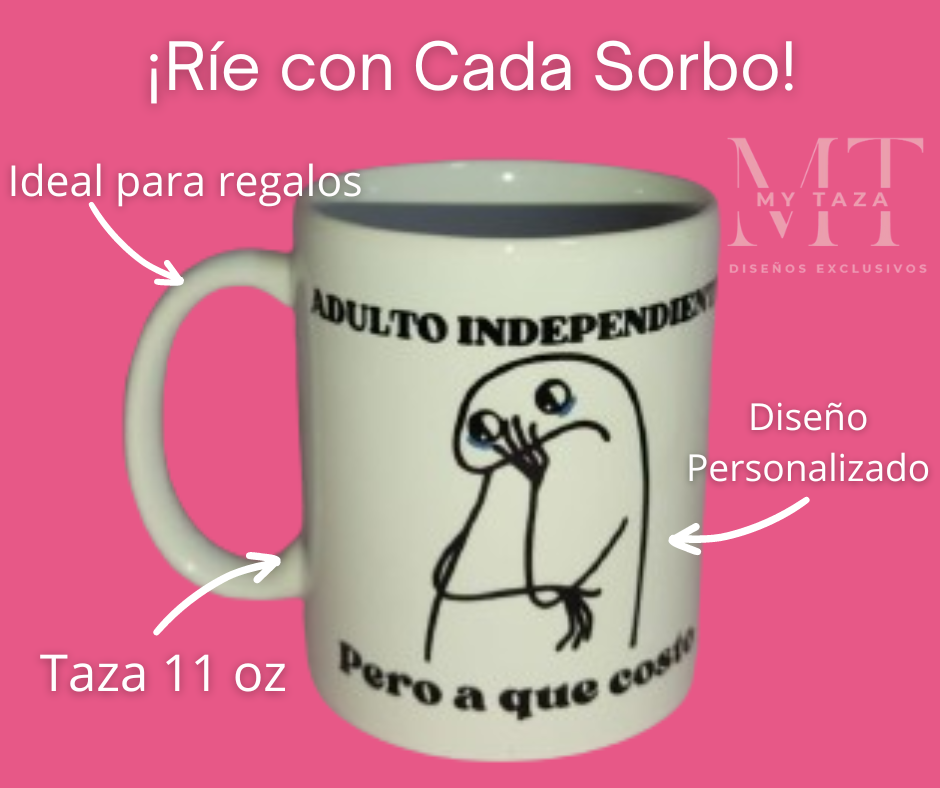 ¡Ríe con Cada Sorbo!
Ideal para regalos
MT
MY TAZA
DISEÑOS EXCLUSIVOS
ADULTO INDEPENDIENT
Diseño
Personalizado
Pero a que costo
Taza 11 oz